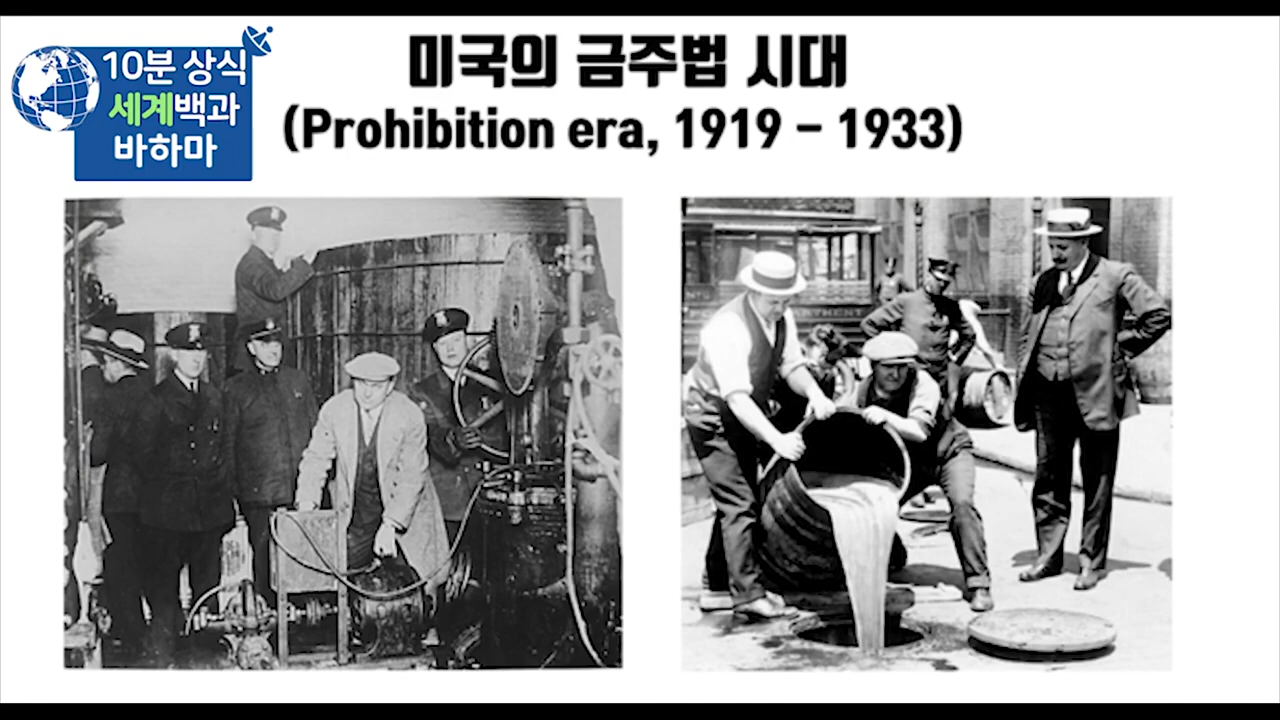 10분 상식
세계백과
바하마
미국의 금주법 시대
(Prohibition era, 1919 - 1933)